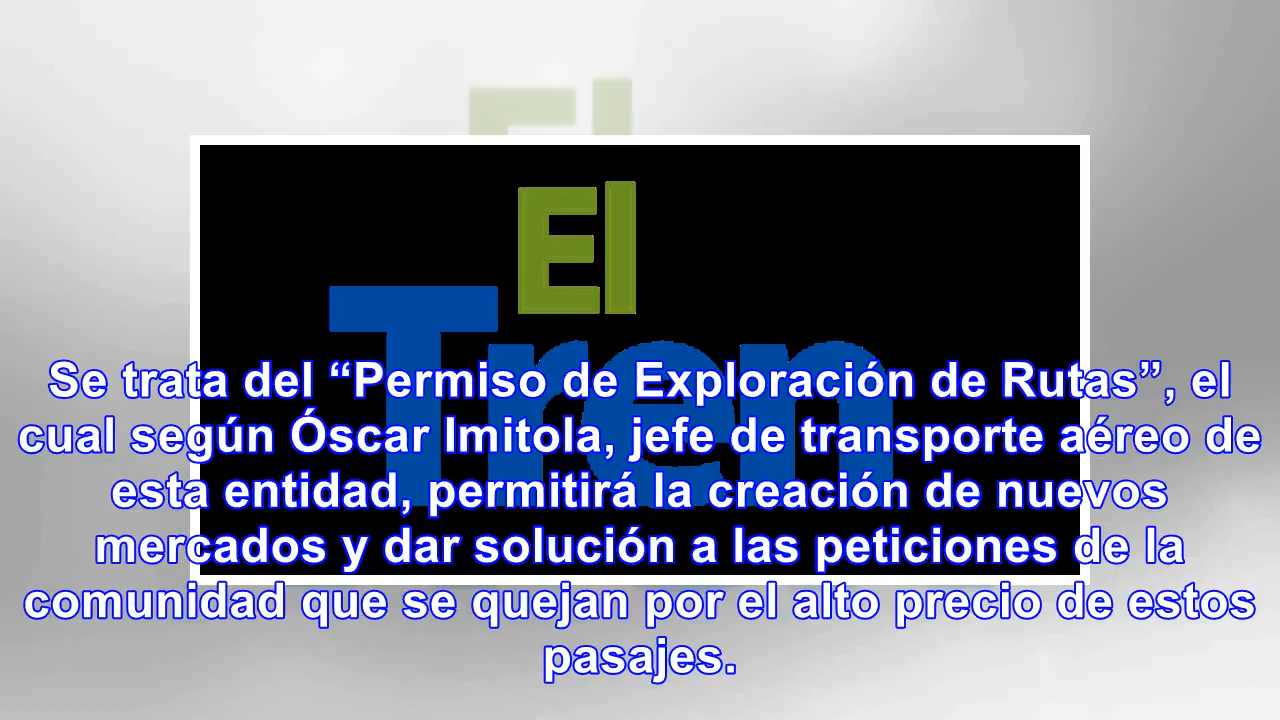 El
Tren
Se trata del “Permiso de Exploración de Rutas”, el
cual según Óscar Imitola, jefe de transporte aéreo de
esta entidad, permitirá la creación de nuevos
mercados y dar solución a las peticiones de la
comunidad que se quejan por el alto precio de estos
pasajes.